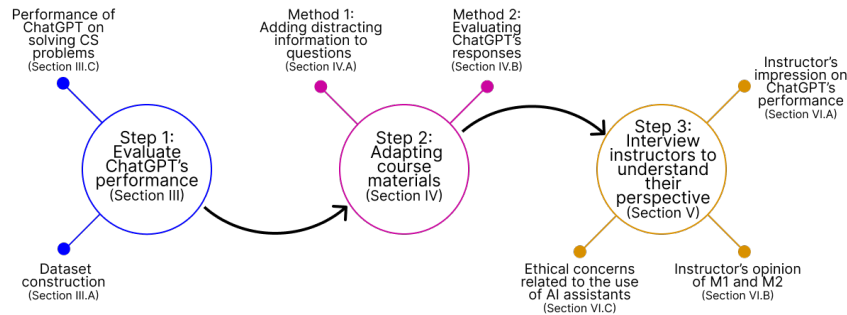 Performance of
ChatGPT on
solving CS
problems
(Section III.C)
Step 1:
Evaluate
ChatGPT's
performance
(Section III)
Dataset
construction
(Section III.A)
Method 1:
Adding distracting
information to
questions
(Section IV.A)
Method 2:
Evaluating
ChatGPT's
responses
(Section IV.B)
Step 2:
Adapting
course
materials
(Section IV)
Instructor's
impression on
ChatGPT's
performance
(Section VI.A)
Step 3:
Interview
instructors to
understand
their
perspective
(Section V)
Ethical concerns
related to the use
of AI assistants
(Section VI.C)
Instructor's opinion
of M1 and M2
(Section VI.B)